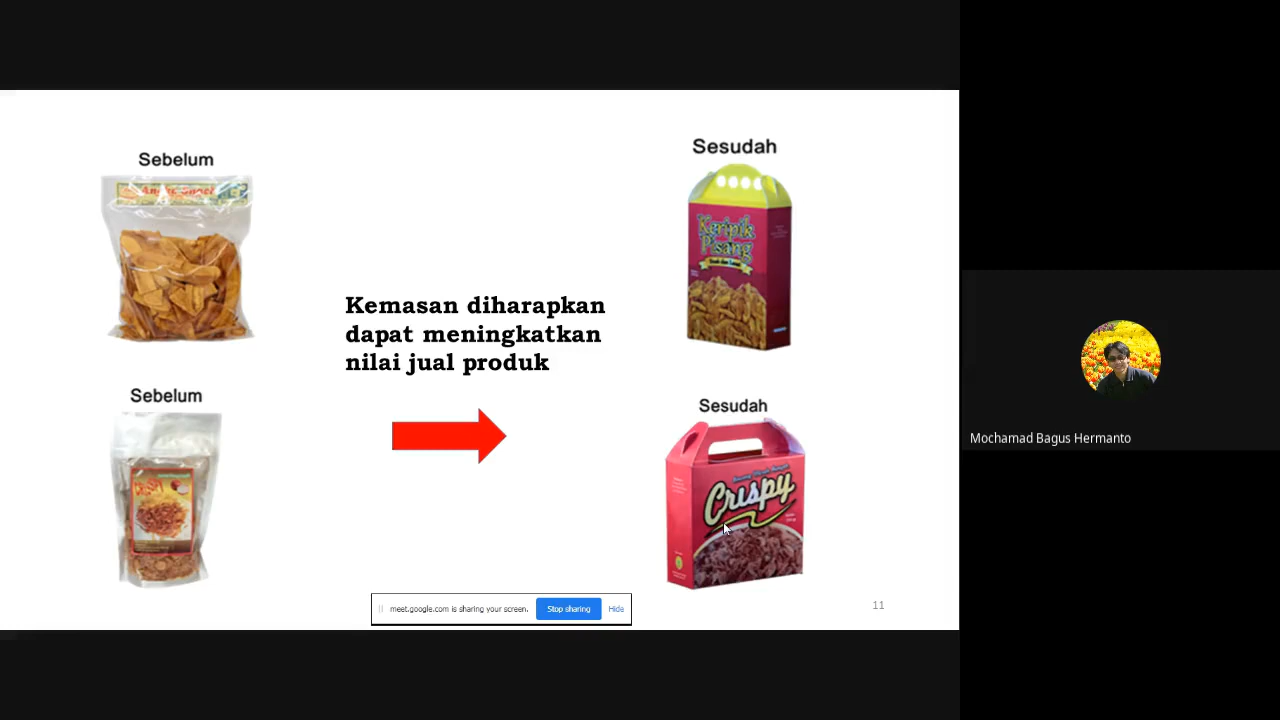 Sebelum
Sesudah
Keripik
Pisang
Kemasan diharapkan
dapat meningkatkan
nilai jual produk
Sebelum
Sesudah
Crispy
meet.google.com is sharing your screen.
Stop sharing
Hide
11
Mochamad Bagus Hermanto